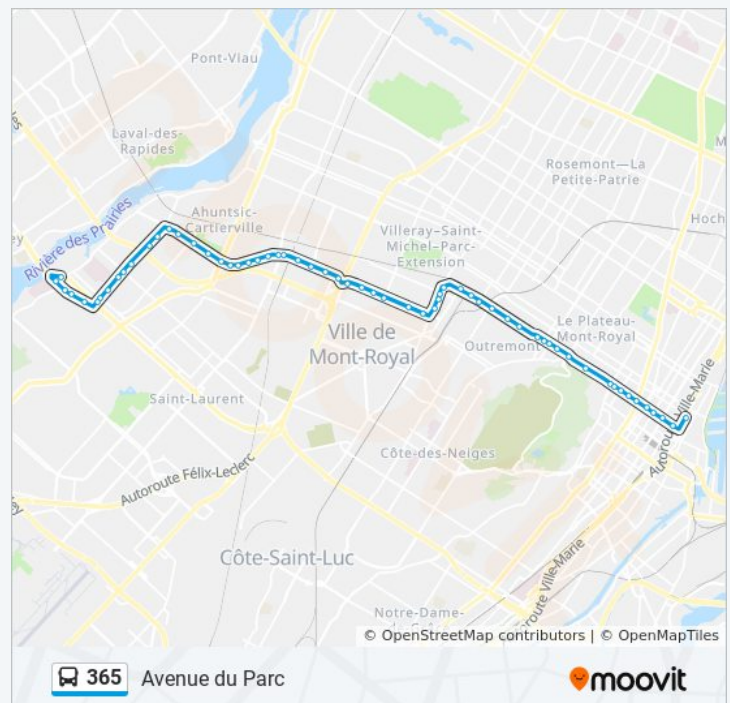 Pont-Viau
Laval-des-
Rapides
Rosemont—La
Petite-Patrie
Ahuntsic-
Cartierville
Rivière des Prairies
Villeray–Saint-
Michel–Parc-
Extension
Hoch
Ville de
Mont-Royal
Outremont
Le Plateau-
Mont-Royal
Saint-Laurent
Côte-des-Neiges
Autoroute Ville-Marie
Autoroute Félix-Leclerc
Côte-Saint-Luc
Autoroute Ville-Marie
Notre-Dame-
© OpenStreetMap contributors | © OpenMapTiles
365 Avenue du Parc
moovit